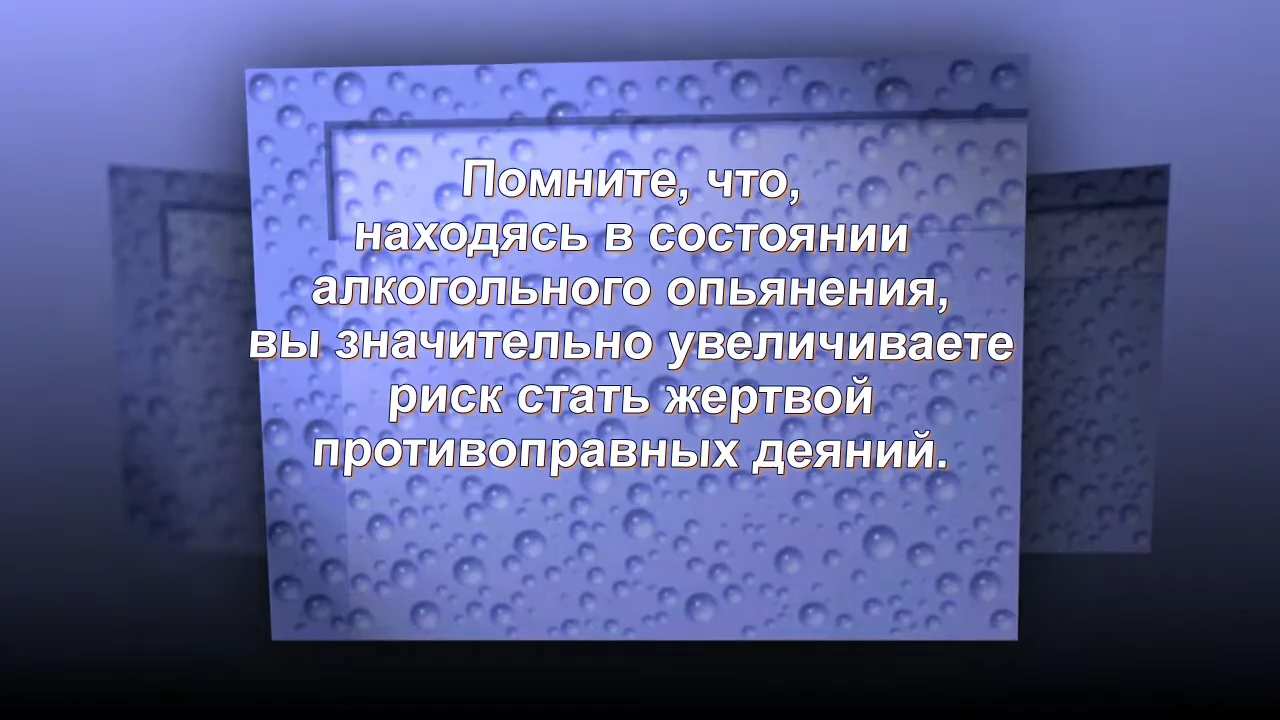 Помните, что,
находясь в состоянии
алкогольного опьянения,
вы значительно увеличиваете
риск стать жертвой
противоправных деяний.